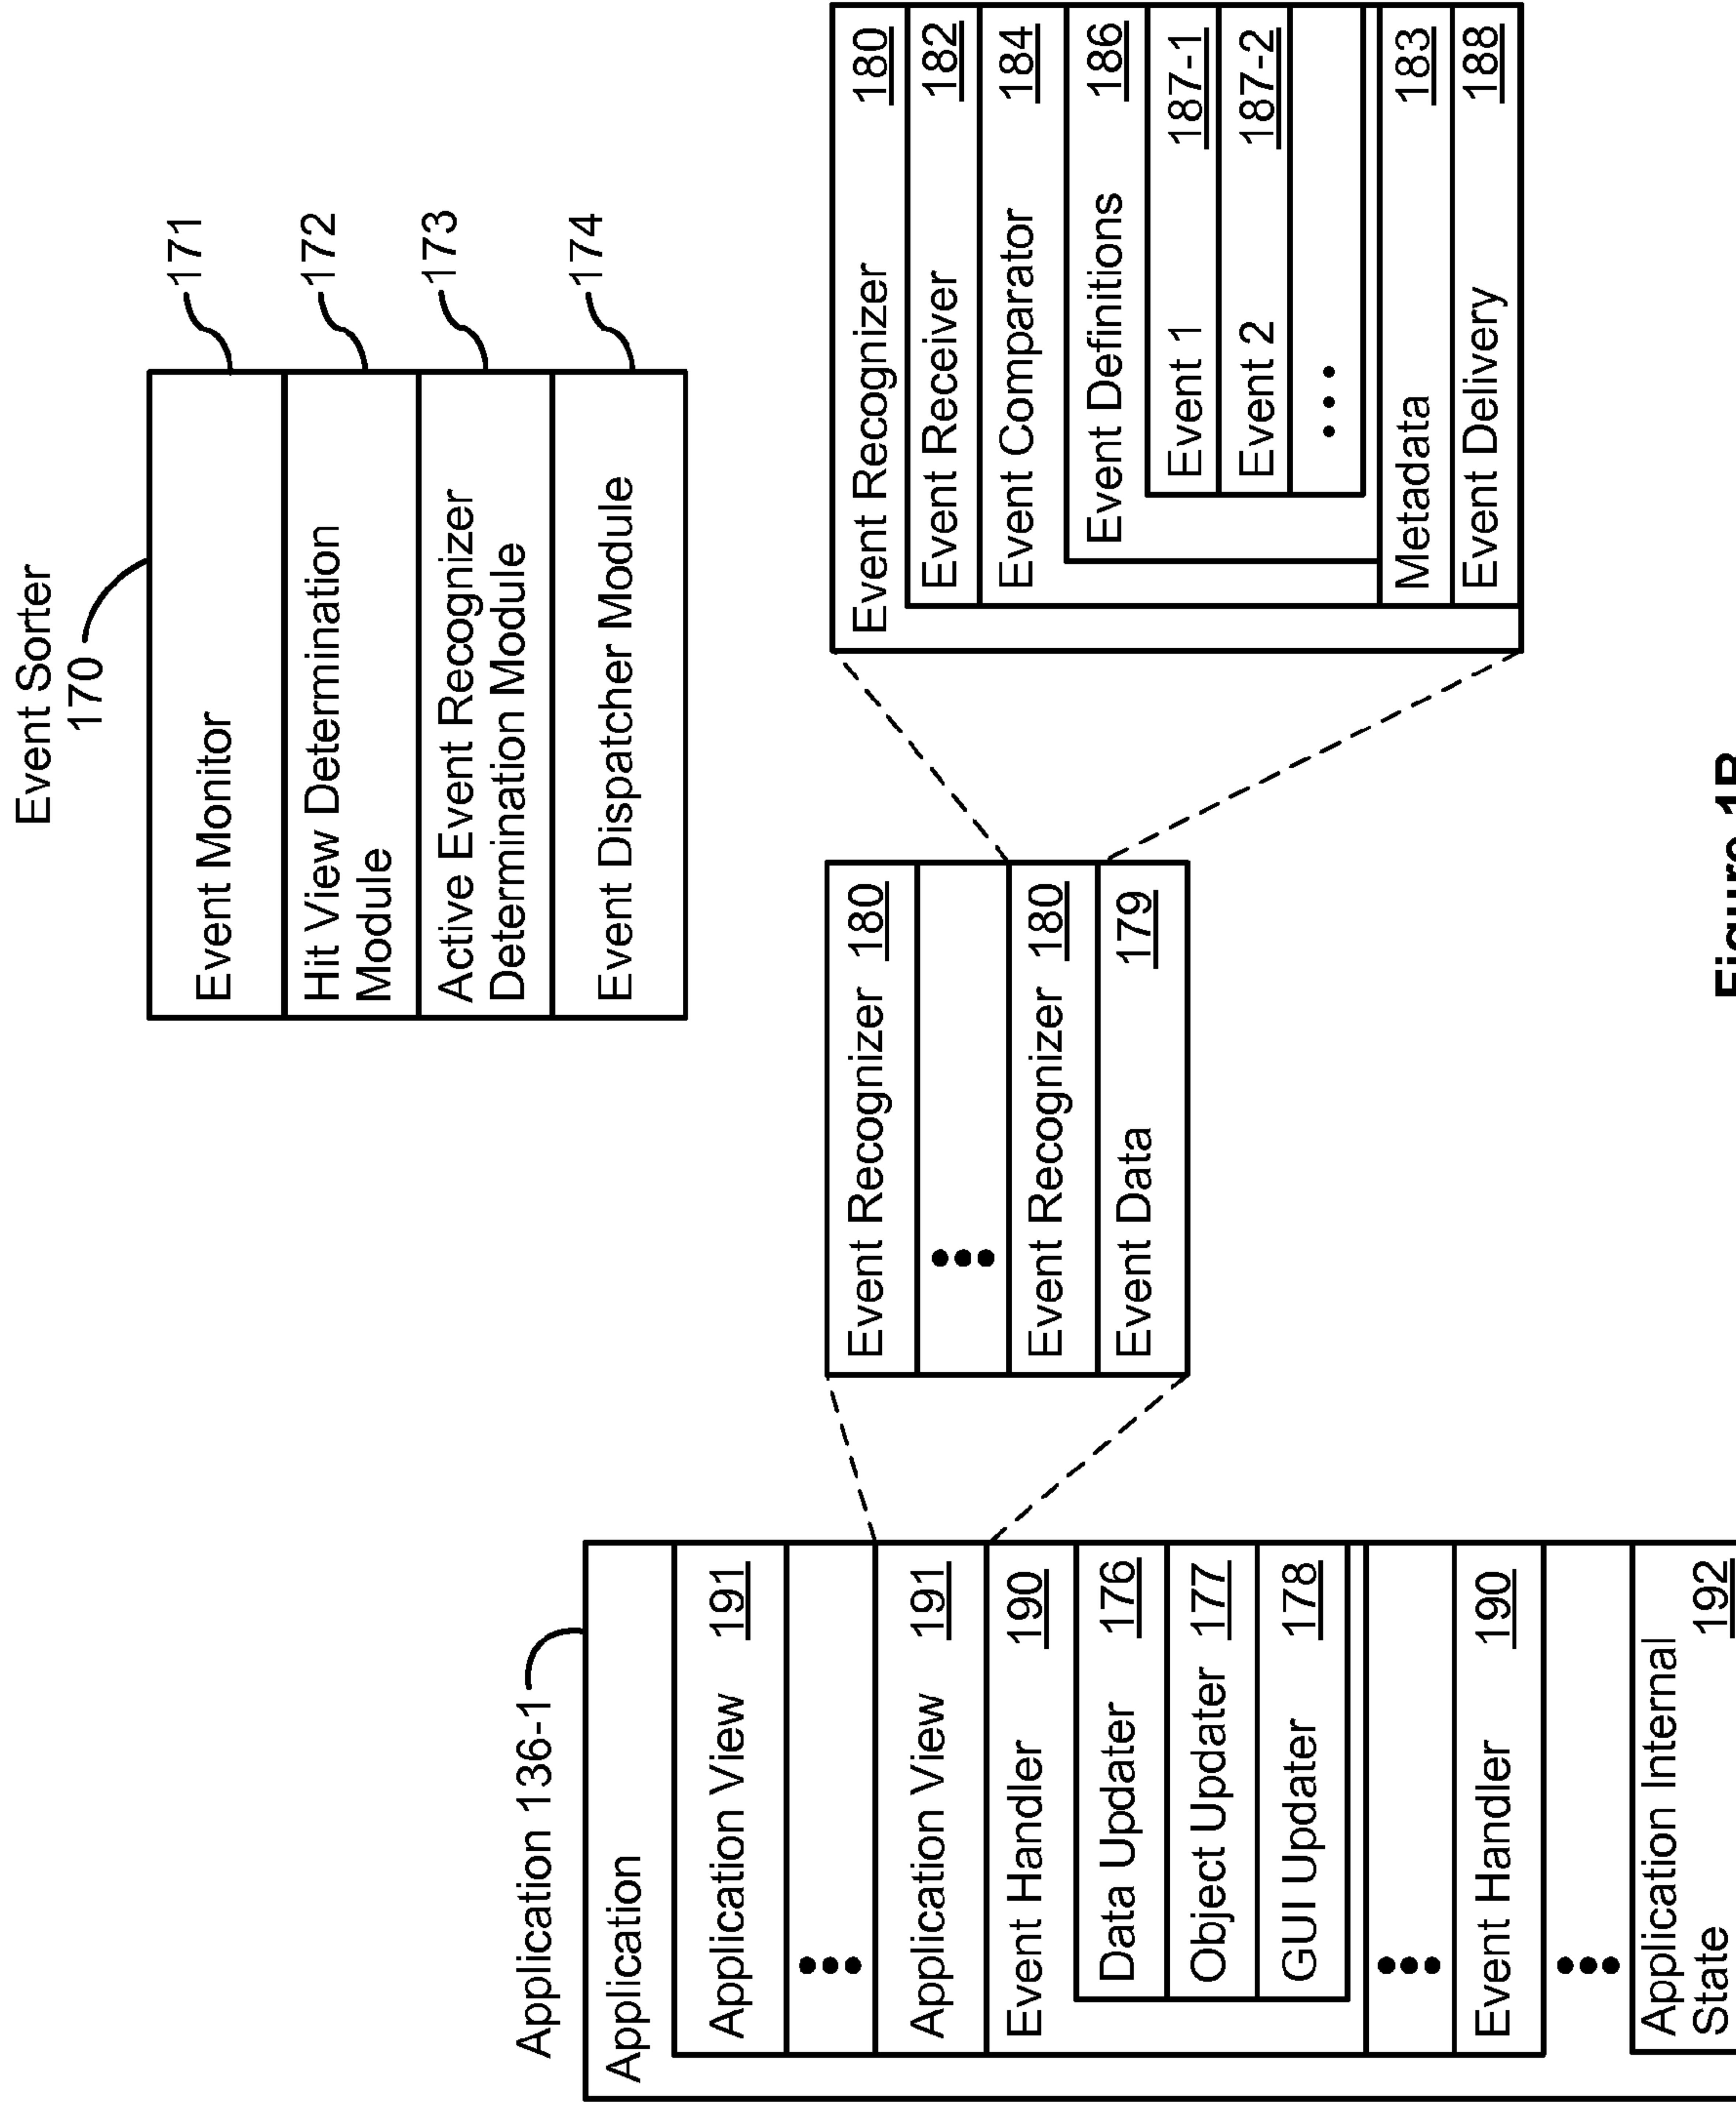 Event Sorter
170
Event Monitor
171
Hit View Determination
Module
172
Active Event Recognizer
Determination Module
173
Event Dispatcher Module
174
Application 136-1
Application
Application View 191
•••
Application View 191
Event Handler 190
Data Updater 176
Object Updater 177
GUI Updater 178
•••
Event Handler 190
•••
Application Internal
State 192
Event Recognizer 180
•••
Event Recognizer 180
Event Data 179
Event Recognizer 180
Event Receiver 182
Event Comparator 184
Event Definitions 186
Event 1 187-1
Event 2 187-2
•••
Metadata 183
Event Delivery 188
Figure 1B